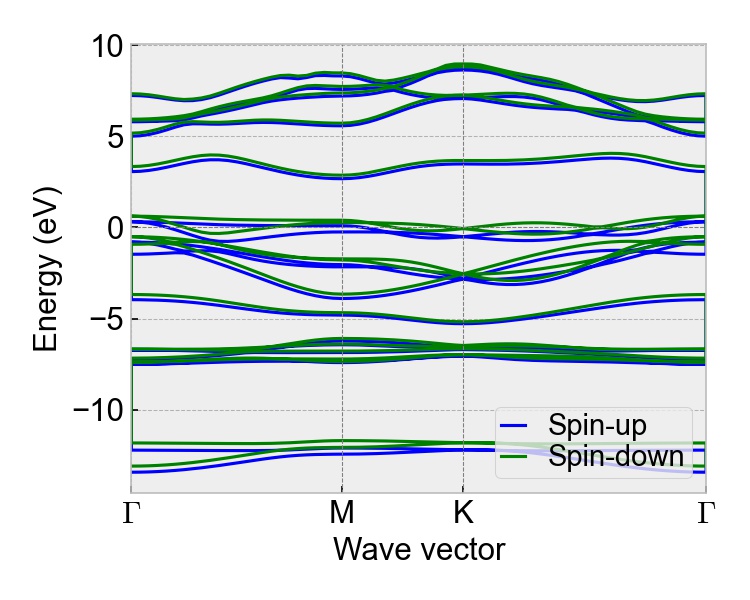 10
5
0
−5
−10
Energy (eV)
Spin-up
Spin-down
Γ M K Γ
Wave vector